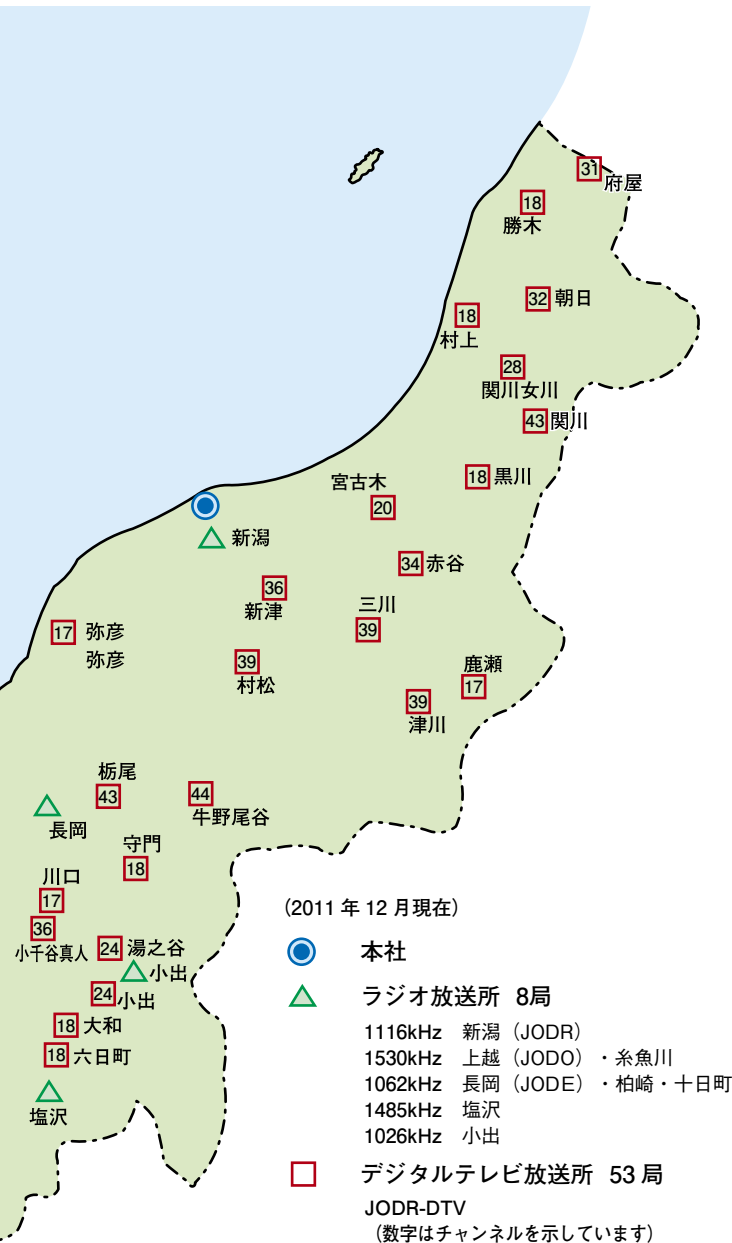 31
府屋
18
勝木
32 朝日
18
村上
28
関川女川
43 関川
18 黒川
宮古木
20
新潟
34 赤谷
36
新津
三川
39
17 弥彦
弥彦
39
村松
鹿瀬
17
39
津川
栃尾
43
44
牛野尾谷
長岡
守門
18
川口
17
36
小千谷真人
24 湯之谷
小出
24 小出
18 大和
18 六日町
塩沢
(2011 年 12 月現在)
本社
ラジオ放送所 8局
1116kHz 新潟（JODR）
1530kHz 上越（JODO）・糸魚川
1062kHz 長岡（JODE）・柏崎・十日町
1485kHz 塩沢
1026kHz 小出
デジタルテレビ放送所 53 局
JODR-DTV
（数字はチャンネルを示しています）